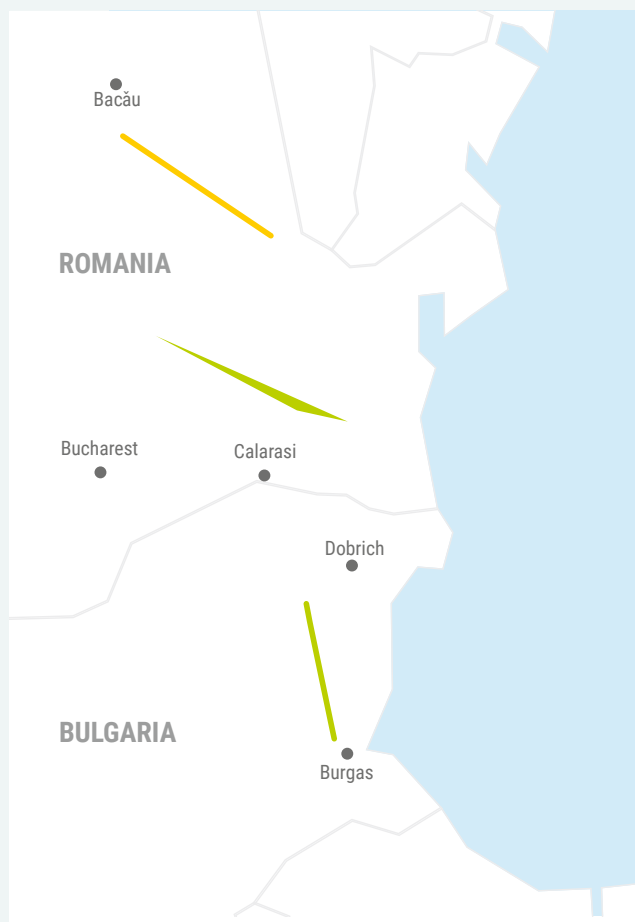 Bacău
ROMANIA
Bucharest
Calarasi
Dobrich
BULGARIA
Burgas